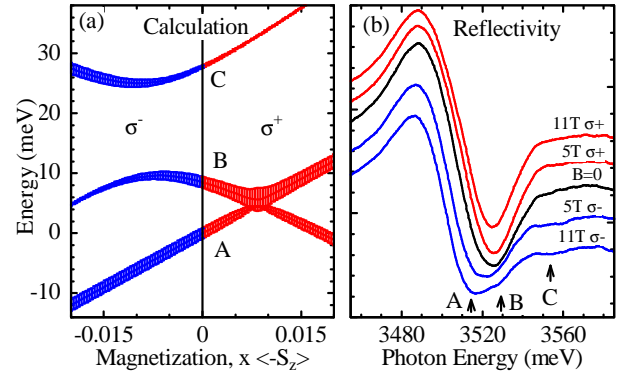 (a)
Calculation
30
20
10
0
-10
Energy (meV)
C
σ-
σ+
B
A
-0.015
0
0.015
Magnetization, x <-Sz>
(b)
Reflectivity
11T σ+
5T σ+
B=0
5T σ-
11T σ-
A
B
C
3480
3520
3560
Photon Energy (meV)